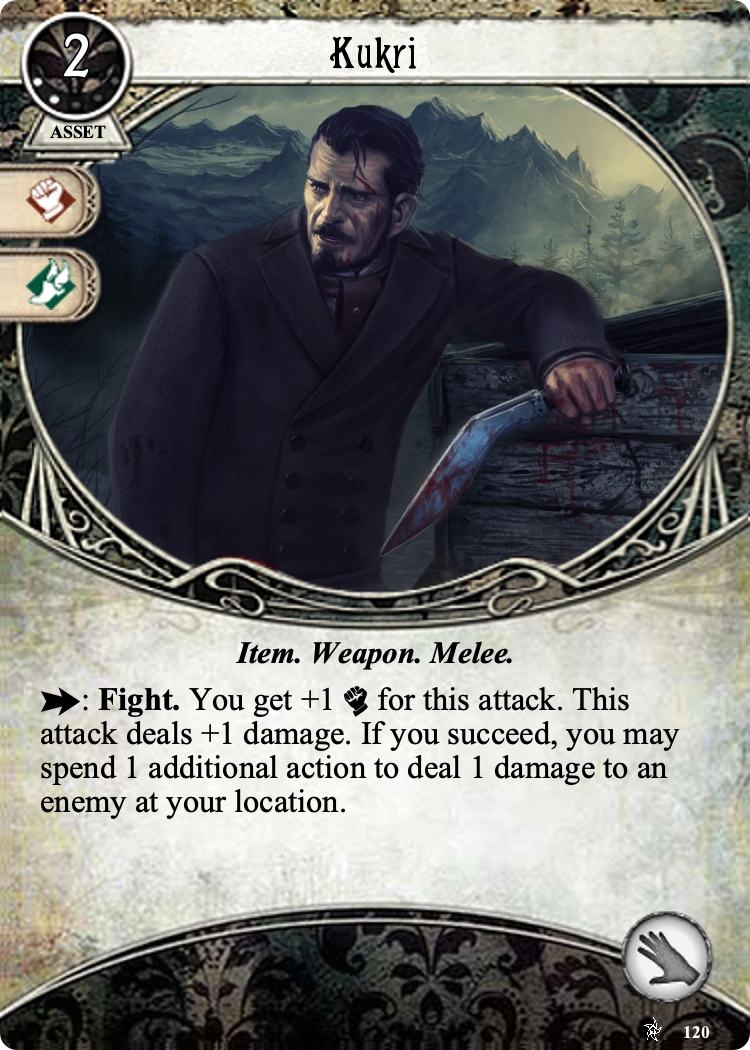 2
Kukri
ASSET
Item. Weapon. Melee.
: Fight. You get +1 for this attack. This
attack deals +1 damage. If you succeed, you may
spend 1 additional action to deal 1 damage to an
enemy at your location.
120